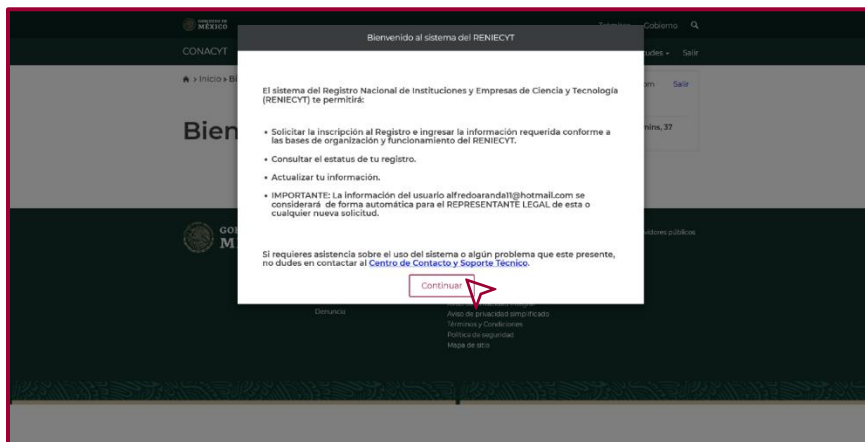 GOBIERNO DE
MÉXICO
Trámites Gobierno
Bienvenido al sistema del RENIECYT
CONACYT
Salir
Inicio
Salir
El sistema del Registro Nacional de Instituciones y Empresas de Ciencia y Tecnología
(RENIECYT) te permitirá:
Bien
• Solicitar la inscripción al Registro e ingresar la información requerida conforme a
las bases de organización y funcionamiento del RENIECYT.
• Consultar el estatus de tu registro.
• Actualizar tu información.
• IMPORTANTE: La información del usuario alfredoaranda11@hotmail.com se
considerará de forma automática para el REPRESENTANTE LEGAL de esta o
cualquier nueva solicitud.
Si requieres asistencia sobre el uso del sistema o algún problema que este presente,
no dudes en contactar al Centro de Contacto y Soporte Técnico.
Continuar
Denuncia
Aviso de privacidad simplificado
Términos y Condiciones
Política de seguridad
Mapa de sitio